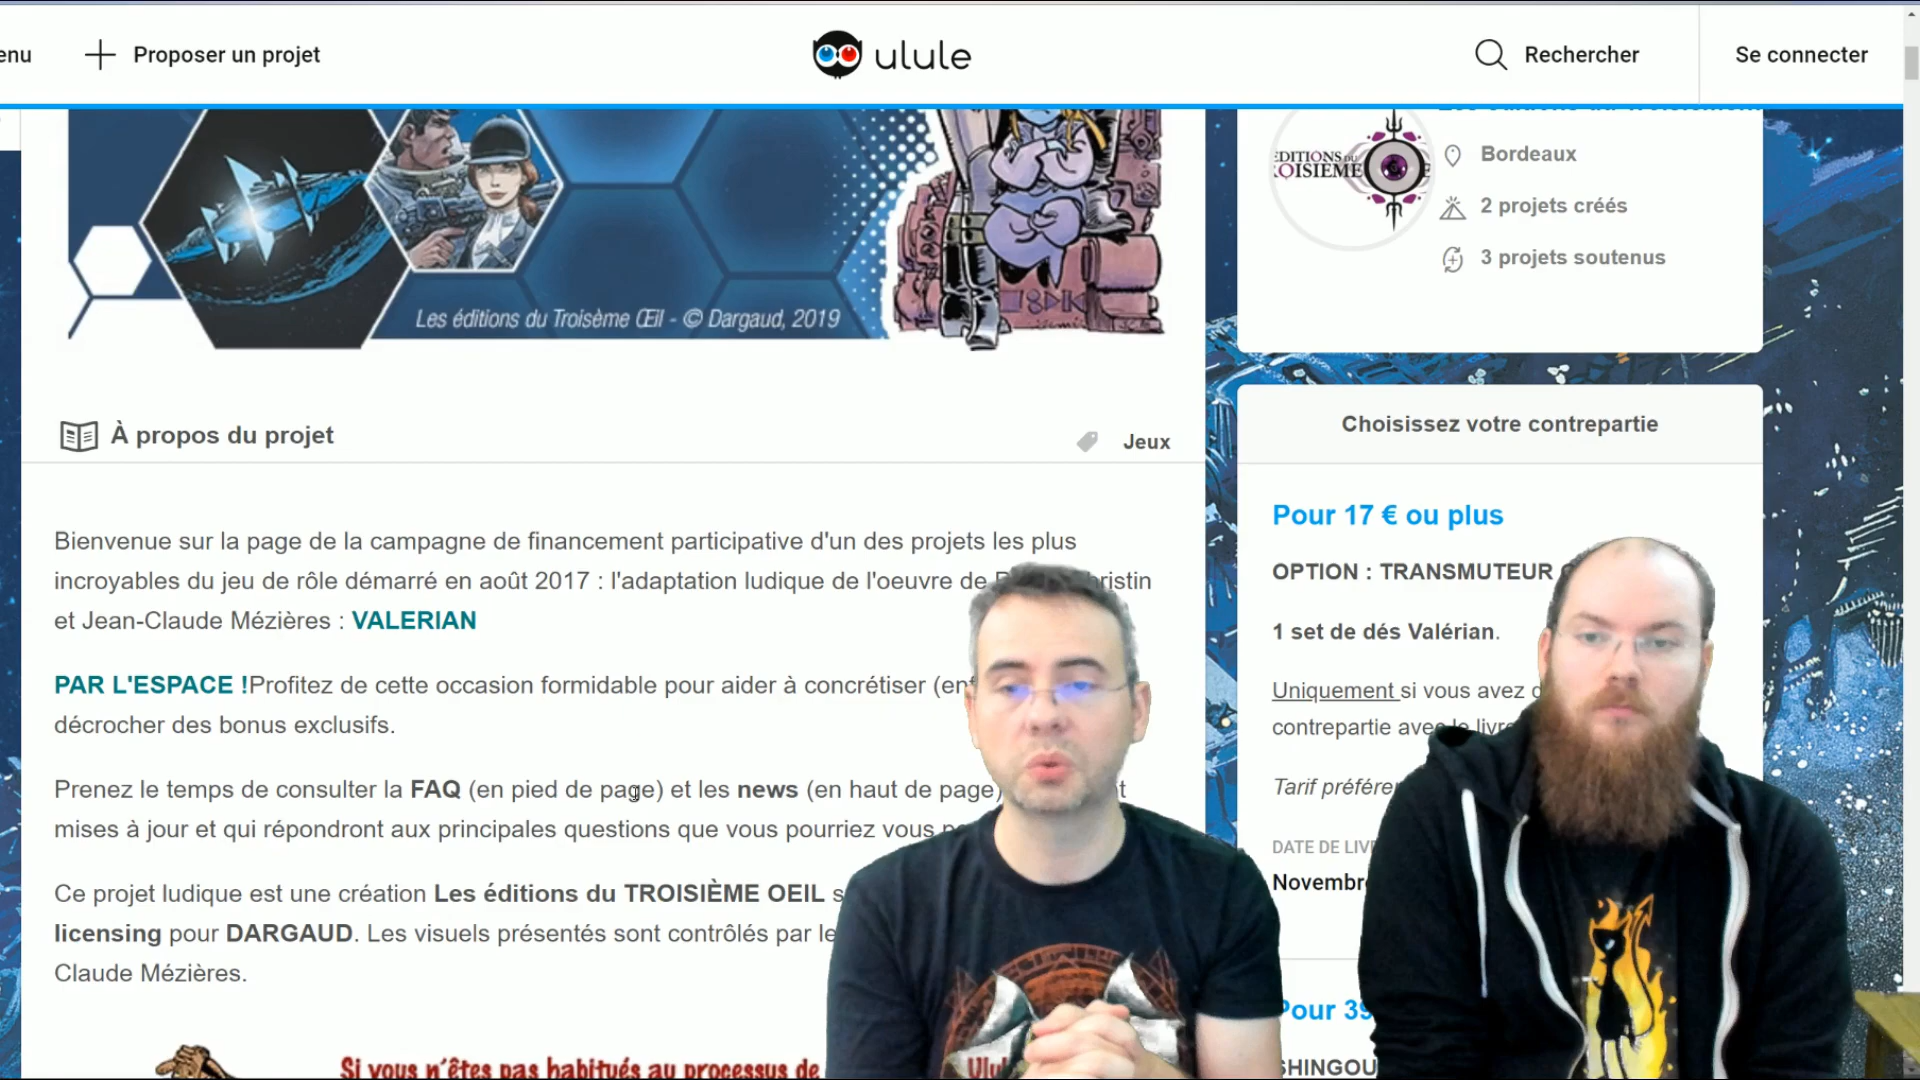 enu
Proposer un projet
ulule
Rechercher
Se connecter
Les éditions du Troisème Œil - © Dargaud, 2019
EDITIONS DU
ROISIEME
Bordeaux
2 projets créés
3 projets soutenus
À propos du projet
Jeux
Bienvenue sur la page de la campagne de financement participative d'un des projets les plus
incroyables du jeu de rôle démarré en août 2017 : l'adaptation ludique de l'oeuvre de
et Jean-Claude Mézières : VALERIAN
PAR L'ESPACE !Profitez de cette occasion formidable pour aider à concrétiser
décrocher des bonus exclusifs.
Prenez le temps de consulter la FAQ (en pied de page) et les news (en haut de page)
mises à jour et qui répondront aux principales questions que vous pourriez vous
Ce projet ludique est une création Les éditions du TROISIÈME OEIL
licensing pour DARGAUD. Les visuels présentés sont contrôlés par
Claude Mézières.
Si vous n'êtes pas habitués au processus de
Choisissez votre contrepartie
Pour 17 € ou plus
OPTION : TRANSMUTEUR
1 set de dés Valérian.
Uniquement si vous avez
contrepartie avec le
Tarif
DATE DE
Pour 39